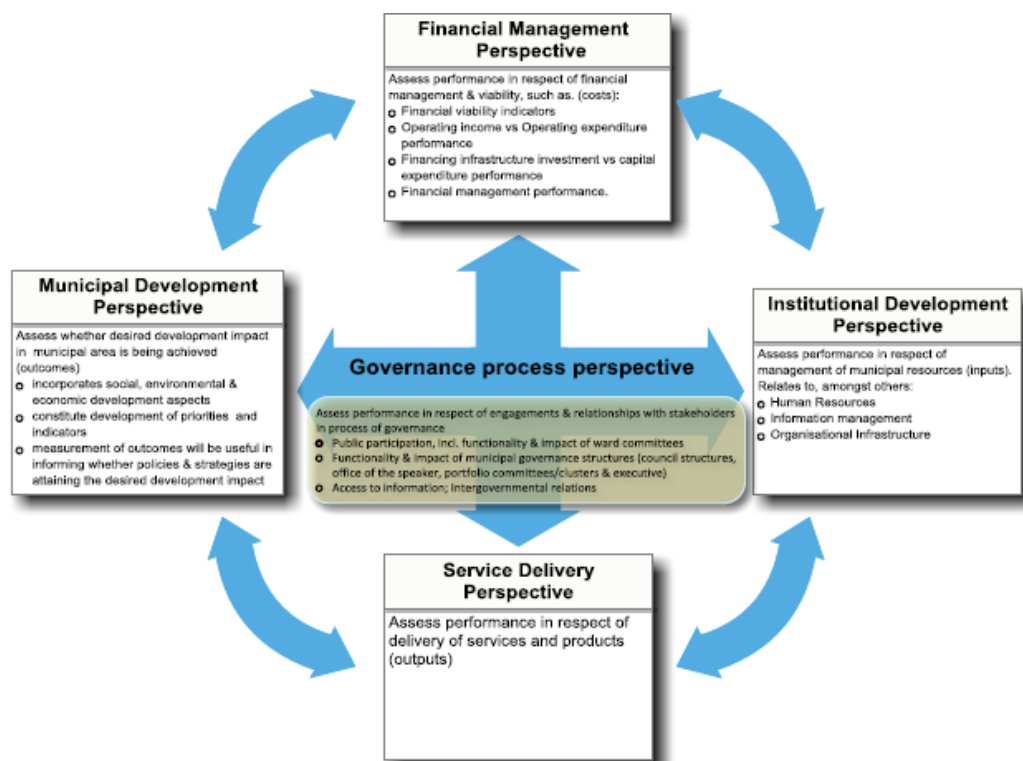 Financial Management
Perspective
Assess performance in respect of financial
management & viability, such as. (costs):
Financial viability indicators
Operating income vs Operating expenditure
performance
Financing infrastructure investment vs capital
expenditure performance
Financial management performance.
Municipal Development
Perspective
Assess whether desired development impact
in municipal area is being achieved
(outcomes)
incorporates social, environmental &
economic development aspects
constitute development of priorities and
indicators
measurement of outcomes will be useful in
informing whether policies & strategies are
attaining the desired development impact
Governance process perspective
Assess performance in respect of engagements & relationships with stakeholders
in process of governance
Public participation, incl. functionality & impact of ward committees
Functionality & Impact of municipal governance structures (council structures,
office of the speaker, portfolio committees/clusters & executive)
Access to information; Intergovernmental relations
Institutional Development
Perspective
Assess performance in respect of
management of municipal resources (inputs).
Relates to, amongst others:
Human Resources
Information management
Organisational Infrastructure
Service Delivery
Perspective
Assess performance in respect of
delivery of services and products
(outputs)